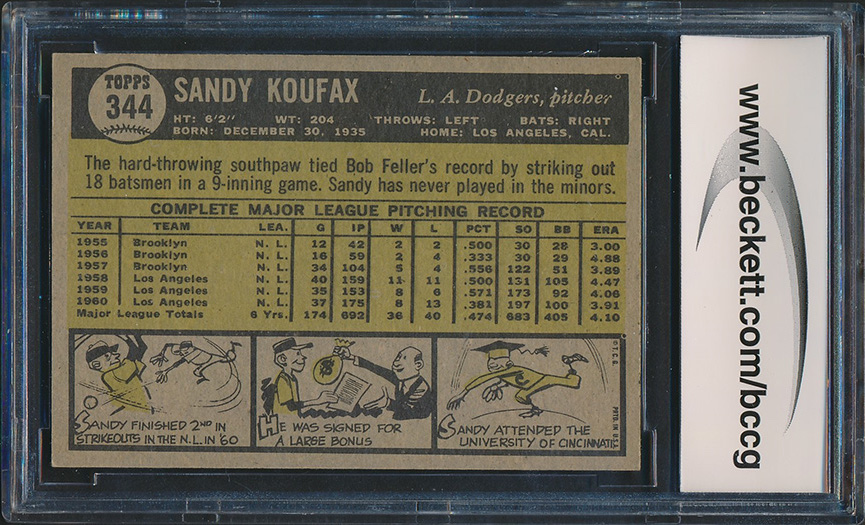 TOPPS
344
SANDY KOUFAX
L. A. Dodgers, pitcher
HT: 6'2" WT: 204 THROWS: LEFT BATS: RIGHT
BORN: DECEMBER 30, 1935 HOME: LOS ANGELES, CAL.
The hard-throwing southpaw tied Bob Feller's record by striking out
18 batsmen in a 9-inning game. Sandy has never played in the minors.
COMPLETE MAJOR LEAGUE PITCHING RECORD
YEAR TEAM LEA. G IP W L PCT SO BB ERA
1955 Brooklyn N. L. 12 42 2 2 .500 30 28 3.00
1956 Brooklyn N. L. 16 59 2 4 .333 30 29 4.88
1957 Brooklyn N. L. 34 104 5 4 .556 122 51 3.89
1958 Los Angeles N. L. 40 159 11 11 .500 131 105 4.47
1959 Los Angeles N. L. 35 153 8 6 .571 173 92 4.06
1960 Los Angeles N. L. 37 175 8 13 .381 197 100 3.91
Major League Totals 6 Yrs. 174 692 36 40 .474 683 405 4.10
SANDY FINISHED 2ND IN
STRIKEOUTS IN THE N.L. IN '60
HE WAS SIGNED FOR
A LARGE BONUS
SANDY ATTENDED THE
UNIVERSITY OF CINCINNATI
© T.C.G. PRTD. IN U.S.A.
www.beckett.com/bccg